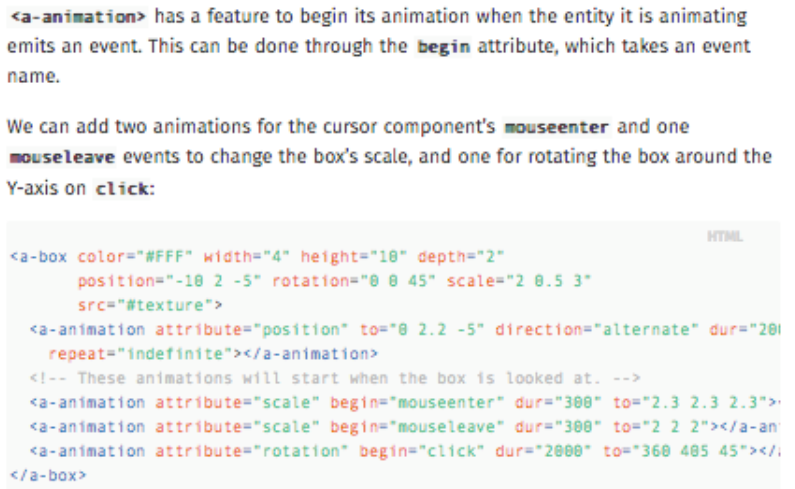 <a-animation> has a feature to begin its animation when the entity it is animating
emits an event. This can be done through the begin attribute, which takes an event
name.
We can add two animations for the cursor component's mouseenter and one
mouseleave events to change the box's scale, and one for rotating the box around the
Y-axis on click:
HTML
<a-box color="#FFF" width="4" height="10" depth="2"
position="-10 2 -5" rotation="0 0 45" scale="2 0.5 3"
src="#texture">
<a-animation attribute="position" to="0 2.2 -5" direction="alternate" dur="200
repeat="indefinite"></a-animation>
<!-- These animations will start when the box is looked at. -->
<a-animation attribute="scale" begin="mouseenter" dur="300" to="2.3 2.3 2.3">
<a-animation attribute="scale" begin="mouseleave" dur="300" to="2 2 2"></a-an
<a-animation attribute="rotation" begin="click" dur="2000" to="360 405 45"></
</a-box>